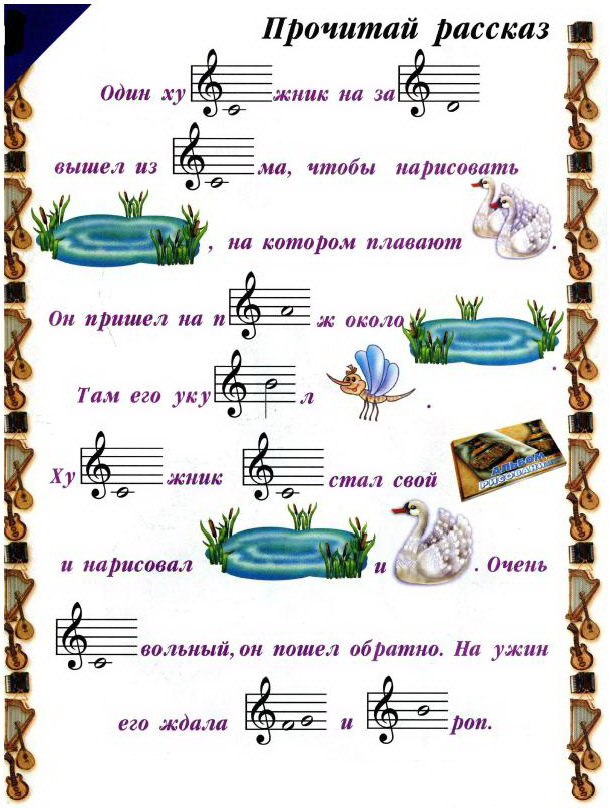 Прочитай рассказ
Один ху жник на за
вышел из ма, чтобы нарисовать
, на котором плавают .
Он пришел на п ж около .
Там его уку л .
Ху жник стал свой
АЛЬБОМ
и нарисовал и . Очень
вольный, он пошел обратно. На ужин
его ждала и роп.